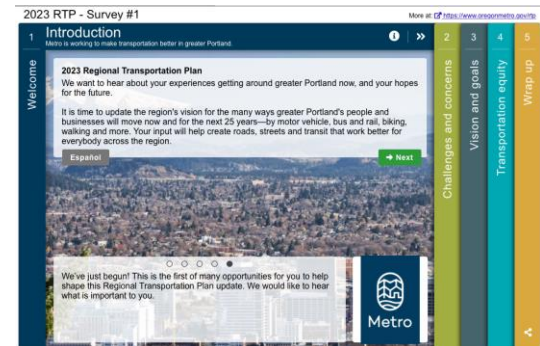 2023 RTP - Survey #1
More at: https://www.oregonmetro.gov/rtp
1
Introduction
Metro is working to make transportation better in greater Portland.
Welcome
2023 Regional Transportation Plan
We want to hear about your experiences getting around greater Portland now, and your hopes
for the future.
It is time to update the region's vision for the many ways greater Portland's people and
businesses will move now and for the next 25 years—by motor vehicle, bus and rail, biking,
walking and more. Your input will help create roads, streets and transit that work better for
everybody across the region.
Español
Next
We've just begun! This is the first of many opportunities for you to help
shape this Regional Transportation Plan update. We would like to hear
what is important to you.
Metro
2
Challenges and concerns
3
Vision and goals
4
Transportation equity
5
Wrap up